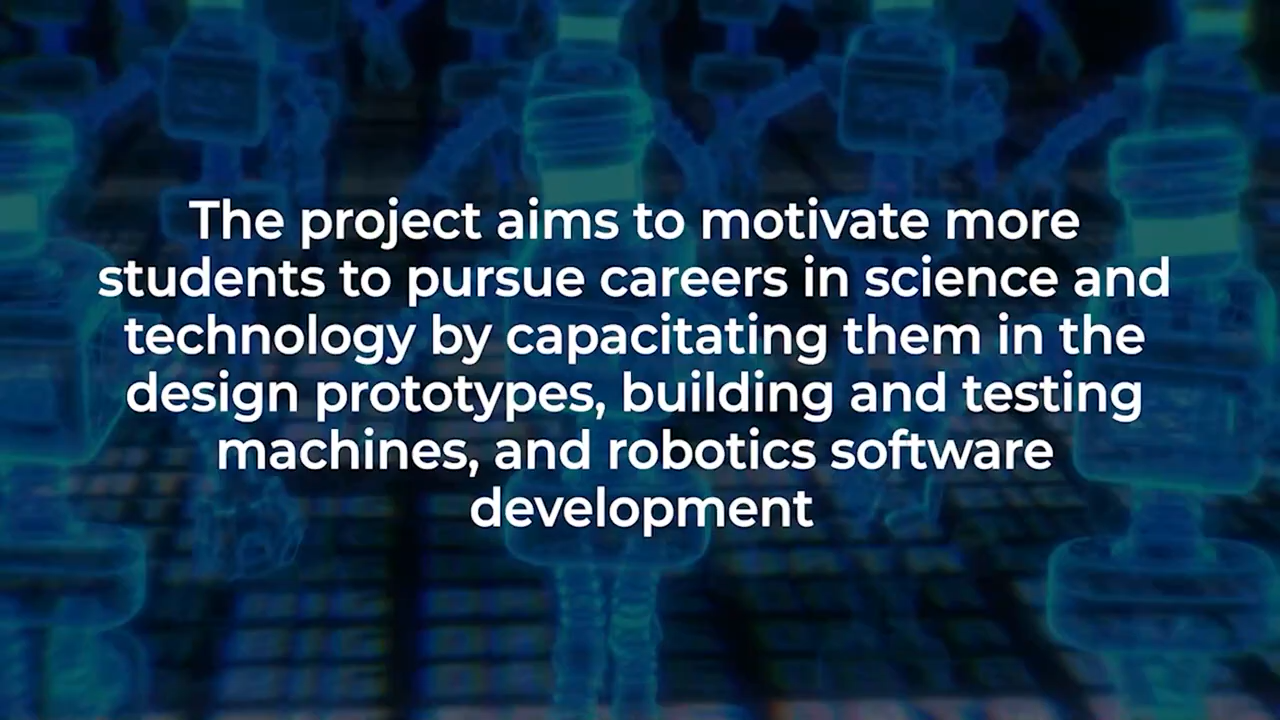 The project aims to motivate more
students to pursue careers in science and
technology by capacitating them in the
design prototypes, building and testing
machines, and robotics software
development